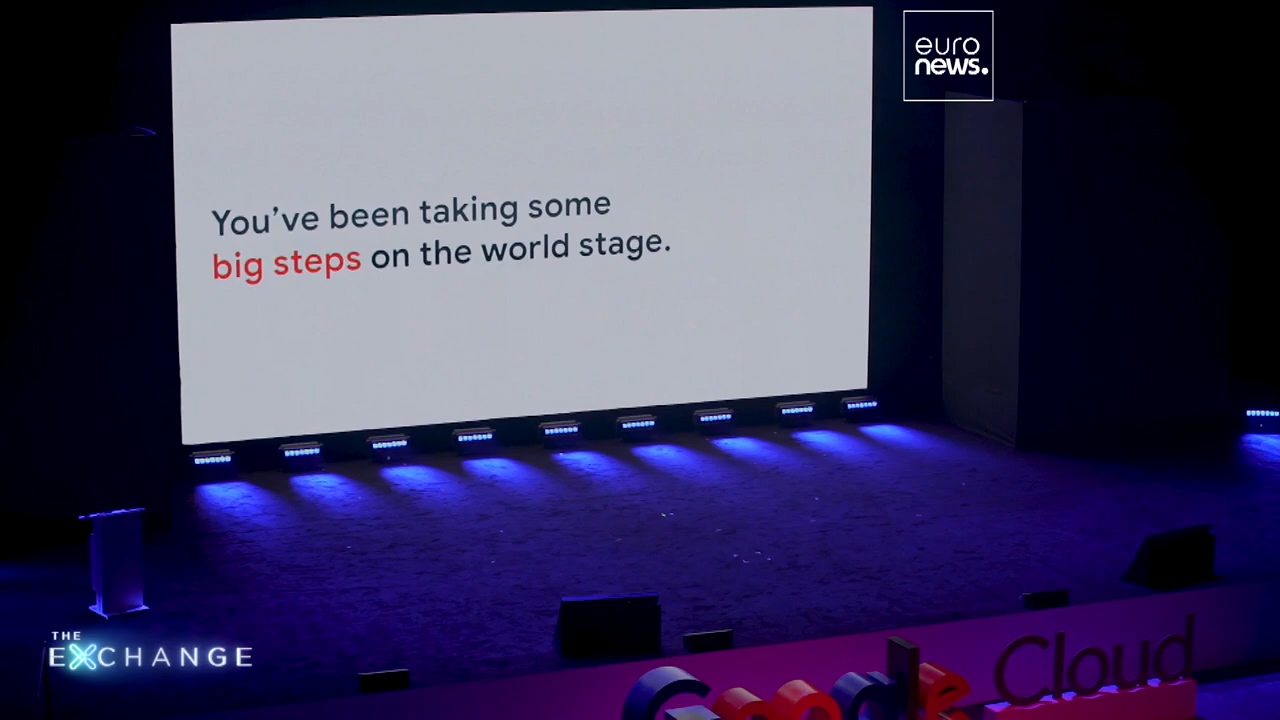 euro
news.
You've been taking some
big steps on the world stage.
THE
EXCHANGE
Google Cloud